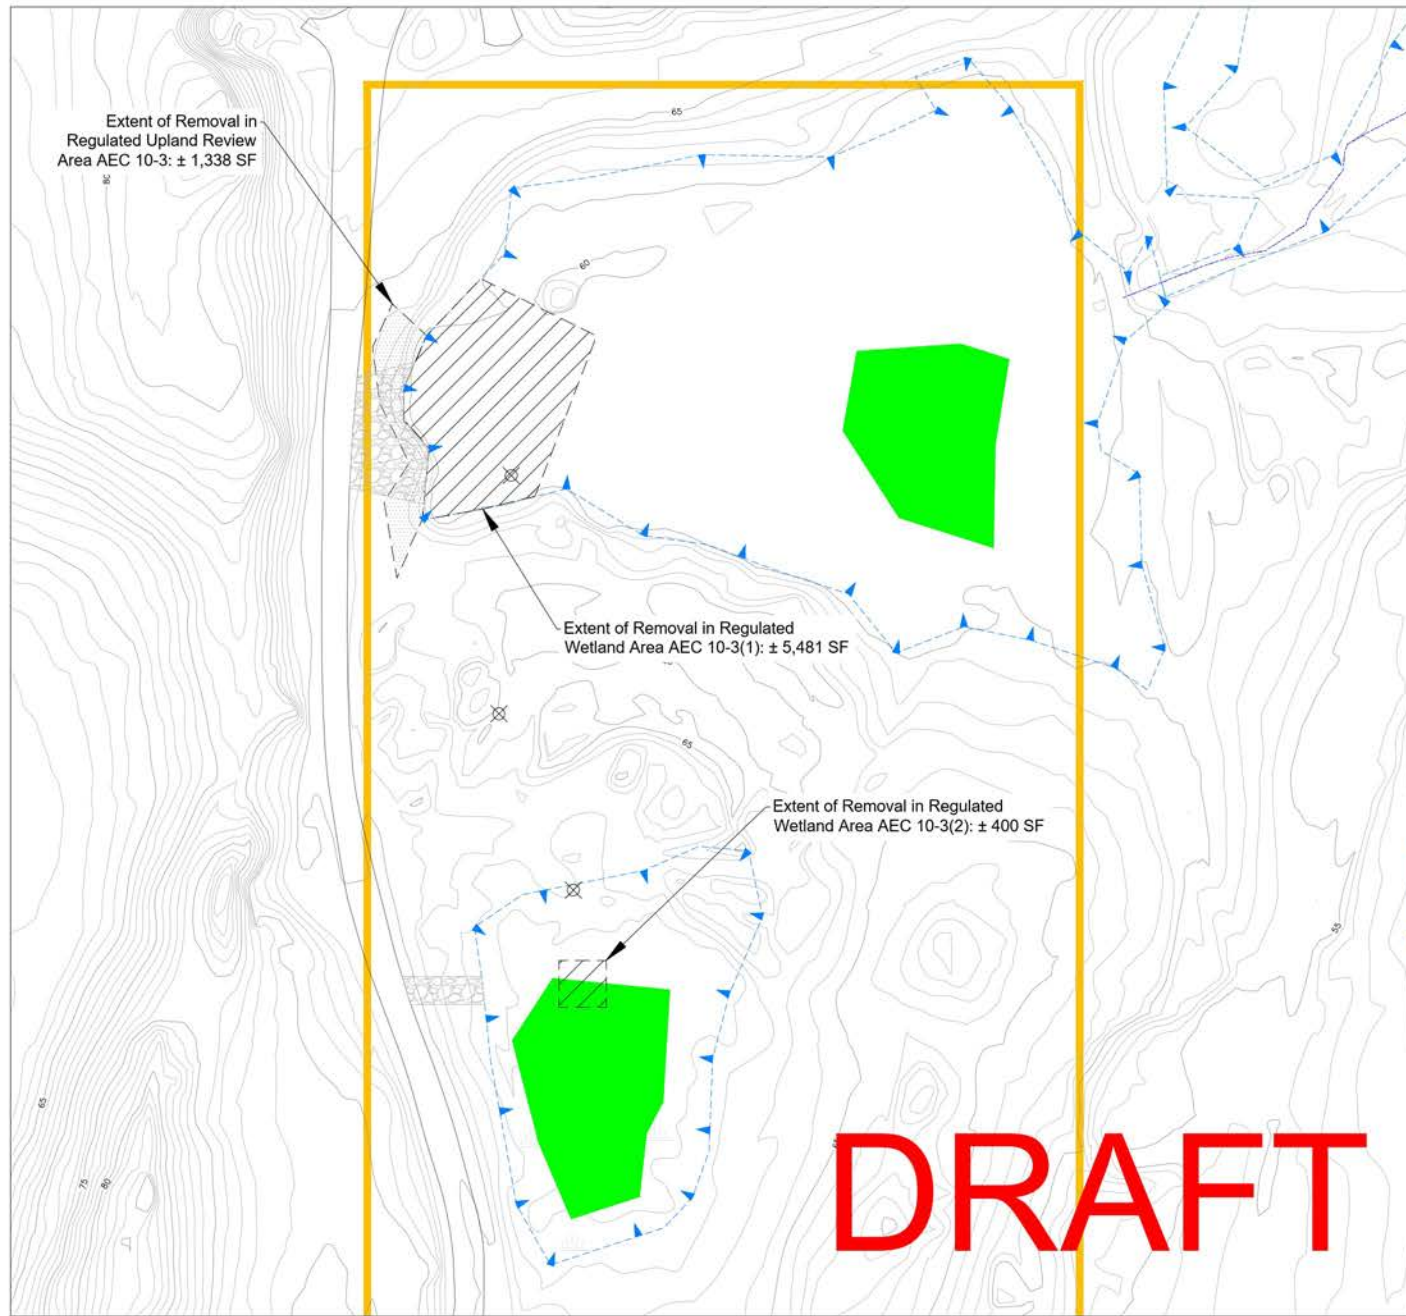 65
Extent of Removal in
Regulated Upland Review
Area AEC 10-3: ± 1,338 SF
80
60
Extent of Removal in Regulated
Wetland Area AEC 10-3(1): ± 5,481 SF
65
Extent of Removal in Regulated
Wetland Area AEC 10-3(2): ± 400 SF
55
65
75
80
DRAFT